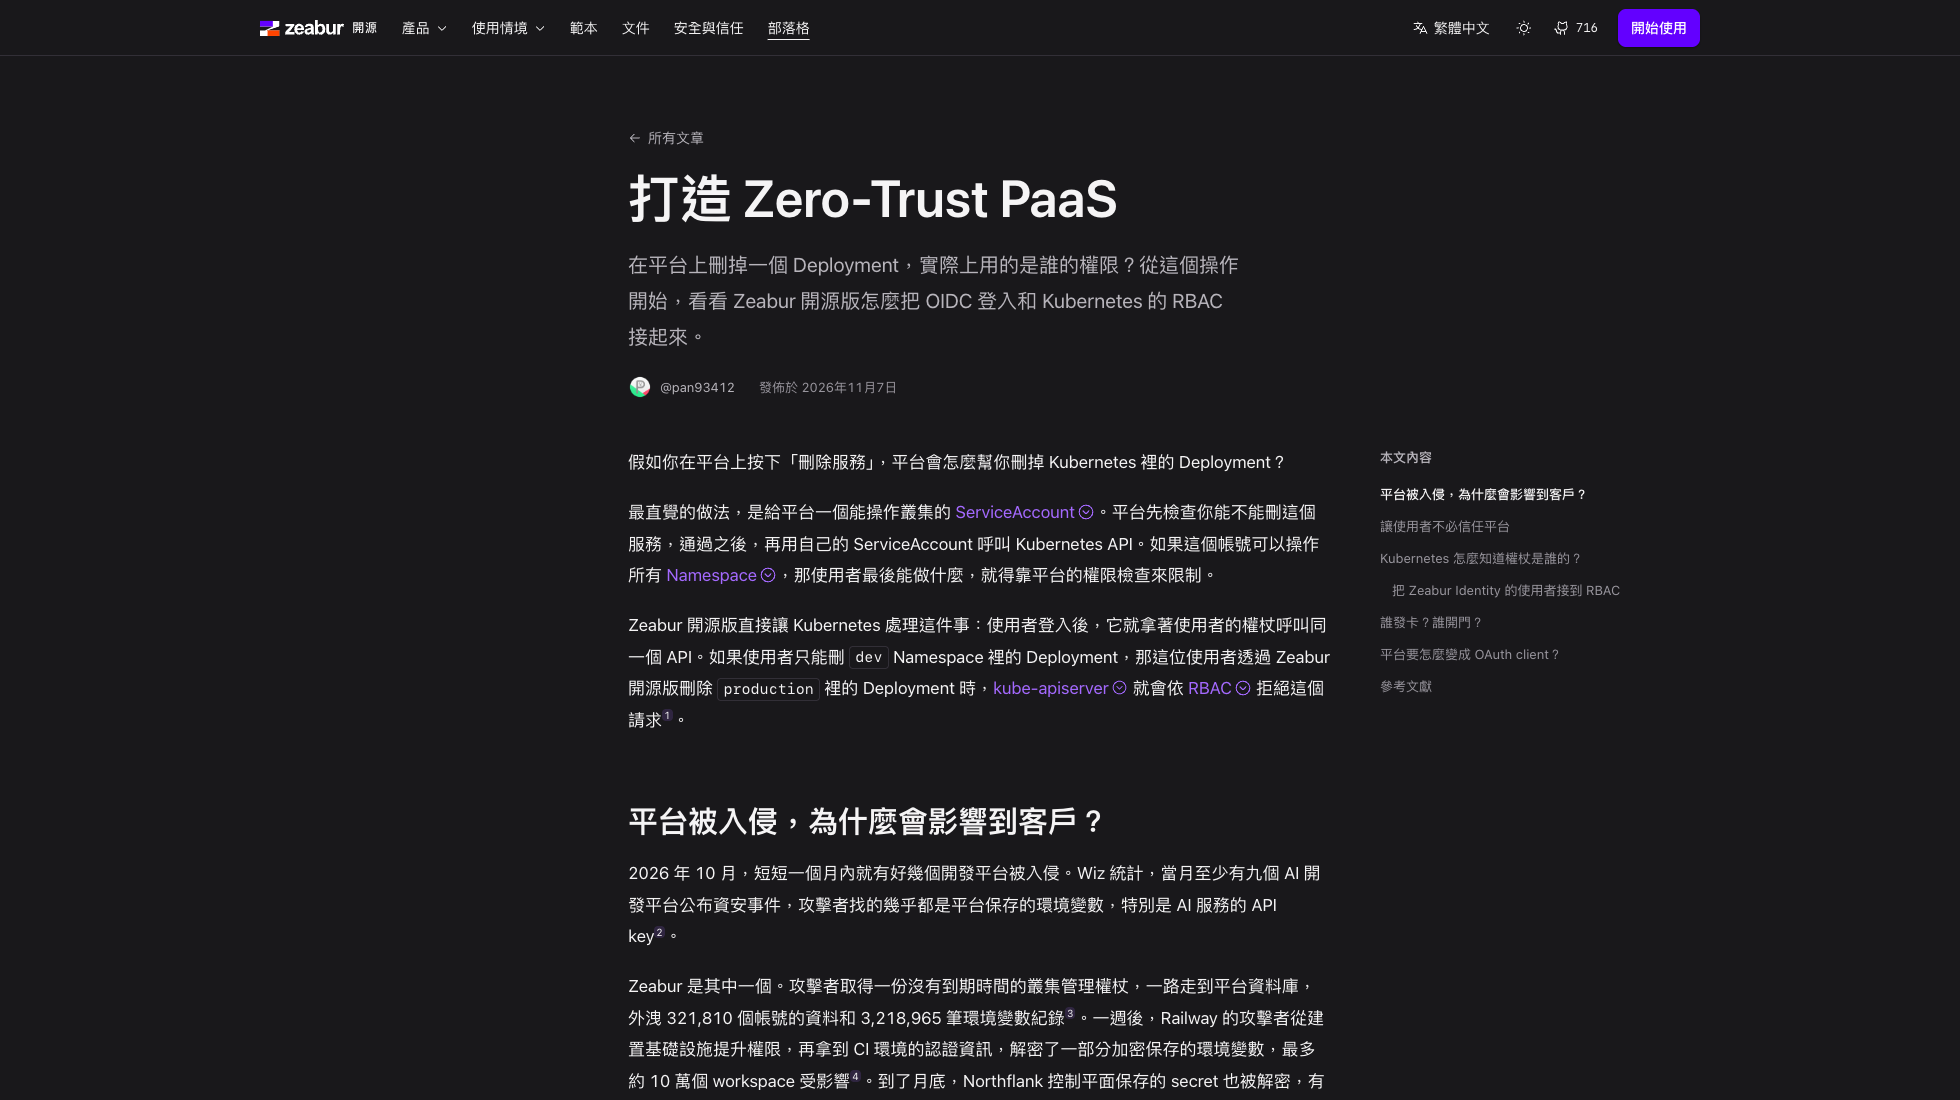 zeabur 開源 產品 使用情境 範本 文件 安全與信任 部落格 繁體中文 716 開始使用
← 所有文章
打造 Zero-Trust PaaS
在平台上刪掉一個 Deployment，實際上用的是誰的權限？從這個操作
開始，看看 Zeabur 開源版怎麼把 OIDC 登入和 Kubernetes 的 RBAC
接起來。
@pan93412 發佈於 2026年11月7日
假如你在平台上按下「刪除服務」，平台會怎麼幫你刪掉 Kubernetes 裡的 Deployment？
最直覺的做法，是給平台一個能操作叢集的 ServiceAccount。平台先檢查你能不能刪這個
服務，通過之後，再用自己的 ServiceAccount 呼叫 Kubernetes API。如果這個帳號可以操作
所有 Namespace，那使用者最後能做什麼，就得靠平台的權限檢查來限制。
Zeabur 開源版直接讓 Kubernetes 處理這件事：使用者登入後，它就拿著使用者的權杖呼叫同
一個 API。如果使用者只能刪 dev Namespace 裡的 Deployment，那這位使用者透過 Zeabur
開源版刪除 production 裡的 Deployment 時，kube-apiserver 就會依 RBAC 拒絕這個
請求1。
平台被入侵，為什麼會影響到客戶？
2026 年 10 月，短短一個月內就有好幾個開發平台被入侵。Wiz 統計，當月至少有九個 AI 開
發平台公布資安事件，攻擊者找的幾乎都是平台保存的環境變數，特別是 AI 服務的 API
key2。
Zeabur 是其中一個。攻擊者取得一份沒有到期時間的叢集管理權杖，一路走到平台資料庫，
外洩 321,810 個帳號的資料和 3,218,965 筆環境變數紀錄3。一週後，Railway 的攻擊者從建
置基礎設施提升權限，再拿到 CI 環境的認證資訊，解密了一部分加密保存的環境變數，最多
約 10 萬個 workspace 受影響4。到了月底，Northflank 控制平面保存的 secret 也被解密，有
本文內容
平台被入侵，為什麼會影響到客戶？
讓使用者不必信任平台
Kubernetes 怎麼知道權杖是誰的？
把 Zeabur Identity 的使用者接到 RBAC
誰發卡？誰開門？
平台要怎麼變成 OAuth client？
參考文獻